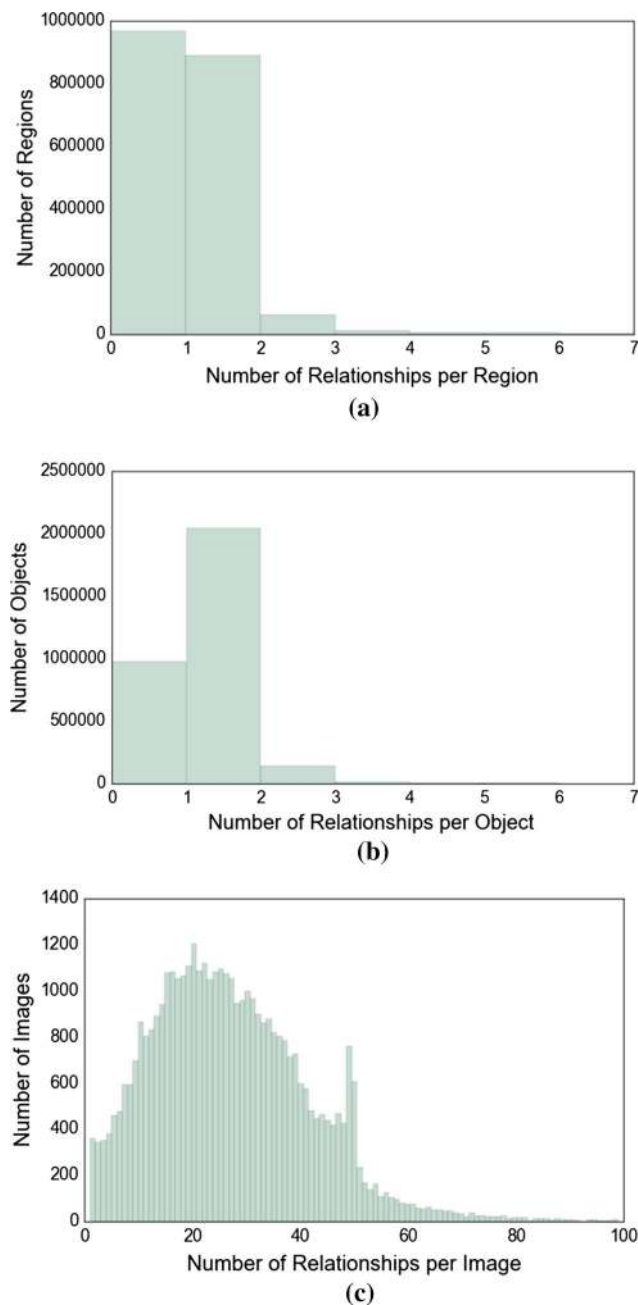 1000000
800000
600000
400000
200000
0
Number of Regions
0 1 2 3 4 5 6 7
Number of Relationships per Region
(a)
2500000
2000000
1500000
1000000
500000
0
Number of Objects
0 1 2 3 4 5 6 7
Number of Relationships per Object
(b)
1400
1200
1000
800
600
400
200
0
Number of Images
0 20 40 60 80 100
Number of Relationships per Image
(c)